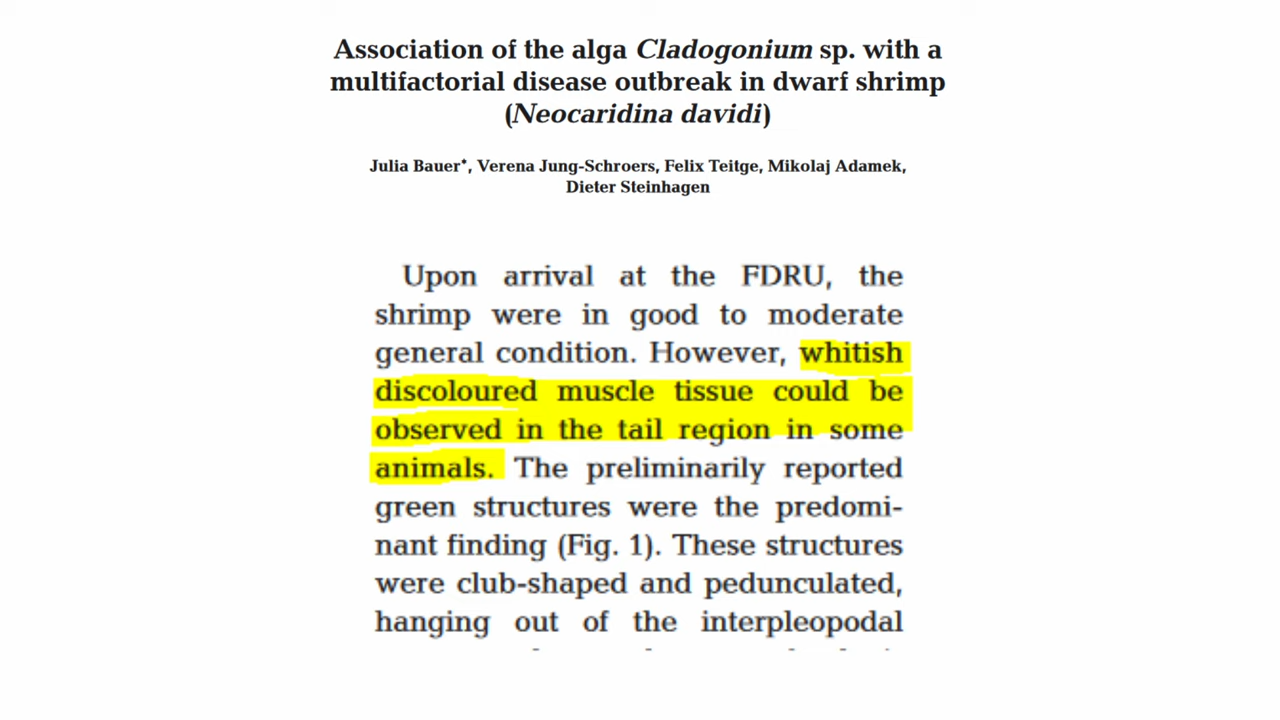 Association of the alga Cladogonium sp. with a
multifactorial disease outbreak in dwarf shrimp
(Neocaridina davidi)
Julia Bauer*, Verena Jung-Schroers, Felix Teitge, Mikolaj Adamek,
Dieter Steinhagen
Upon arrival at the FDRU, the
shrimp were in good to moderate
general condition. However, whitish
discoloured muscle tissue could be
observed in the tail region in some
animals. The preliminarily reported
green structures were the predomi-
nant finding (Fig. 1). These structures
were club-shaped and pedunculated,
hanging out of the interpleopodal